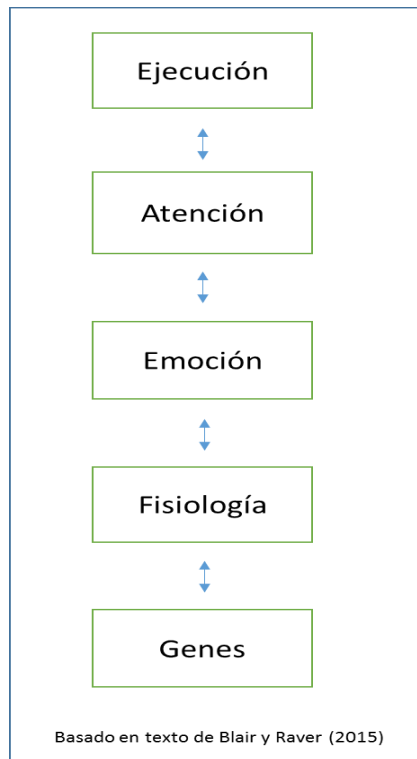 Ejecución
Atención
Emoción
Fisiología
Genes
Basado en texto de Blair y Raver (2015)